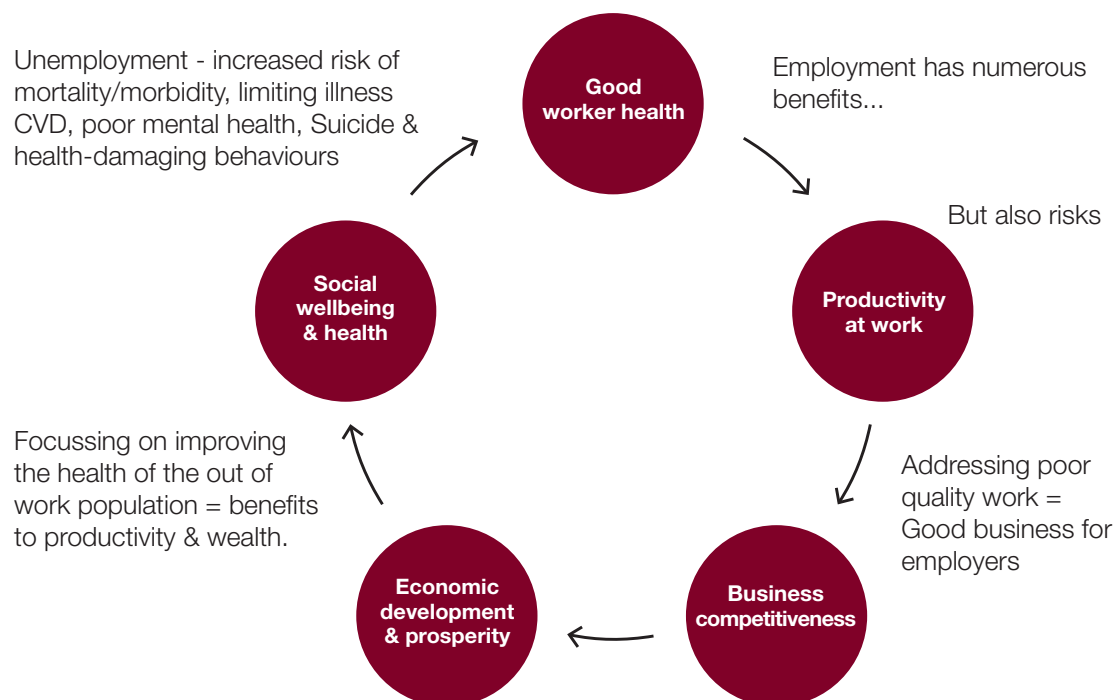 Unemployment - increased risk of
mortality/morbidity, limiting illness
CVD, poor mental health, Suicide &
health-damaging behaviours
Good
worker health
Employment has numerous
benefits...
But also risks
Social
wellbeing
& health
Productivity
at work
Focussing on improving
the health of the out of
work population = benefits
to productivity & wealth.
Addressing poor
quality work =
Good business for
employers
Economic
development
& prosperity
Business
competitiveness